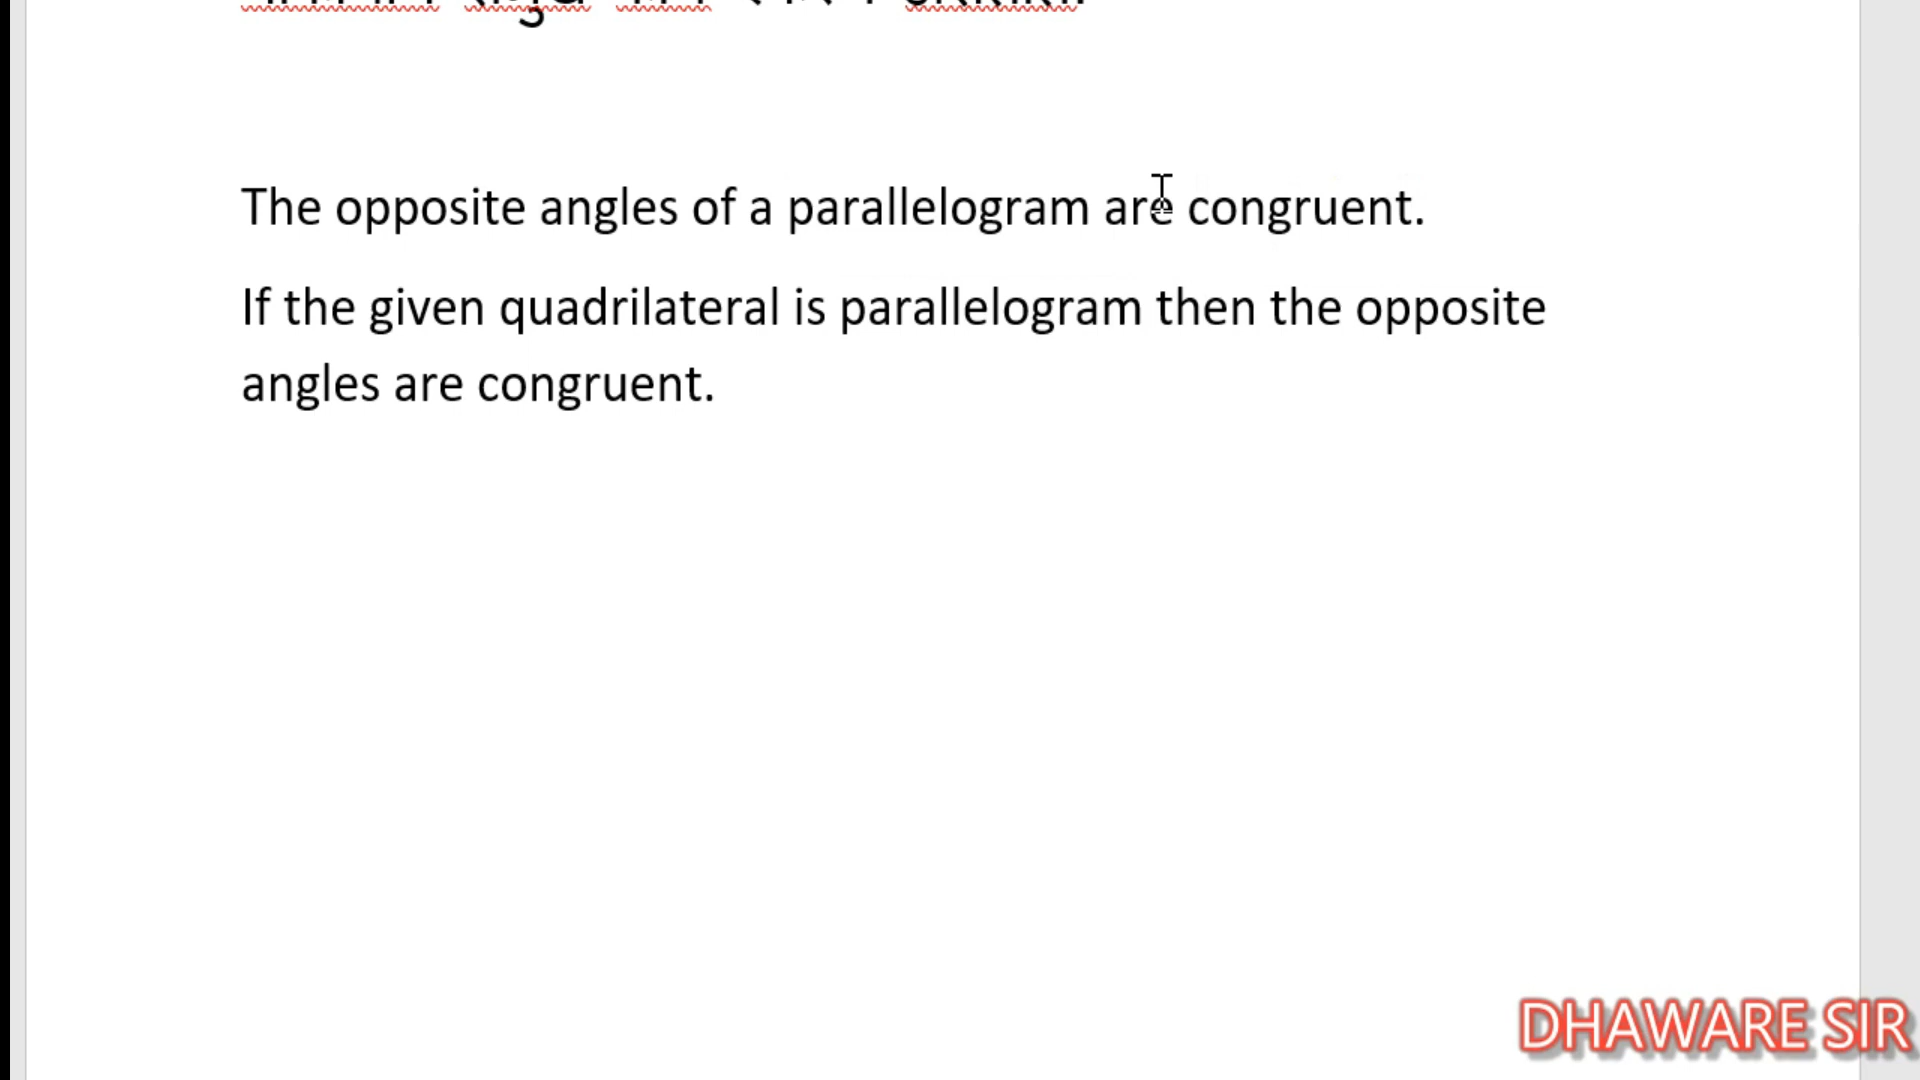 The opposite angles of a parallelogram are congruent.
If the given quadrilateral is parallelogram then the opposite
angles are congruent.
DHAWARE SIR